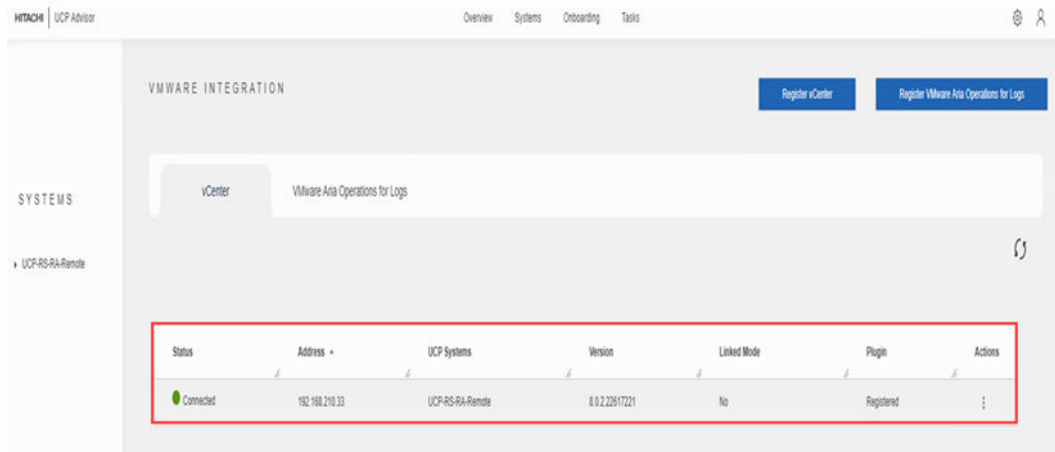 HITACHI UCP Advisor
Overview Systems Onboarding Tasks
VMWARE INTEGRATION
Register vCenter
Register VMware Aria Operations for Logs
SYSTEMS
UCP-RS-RA-Remote
vCenter
VMware Aria Operations for Logs
Status Address UCP Systems Version Linked Mode Plugin Actions
Connected 192.168.210.33 UCP-RS-RA-Remote 8.0.2.22617221 No Registered